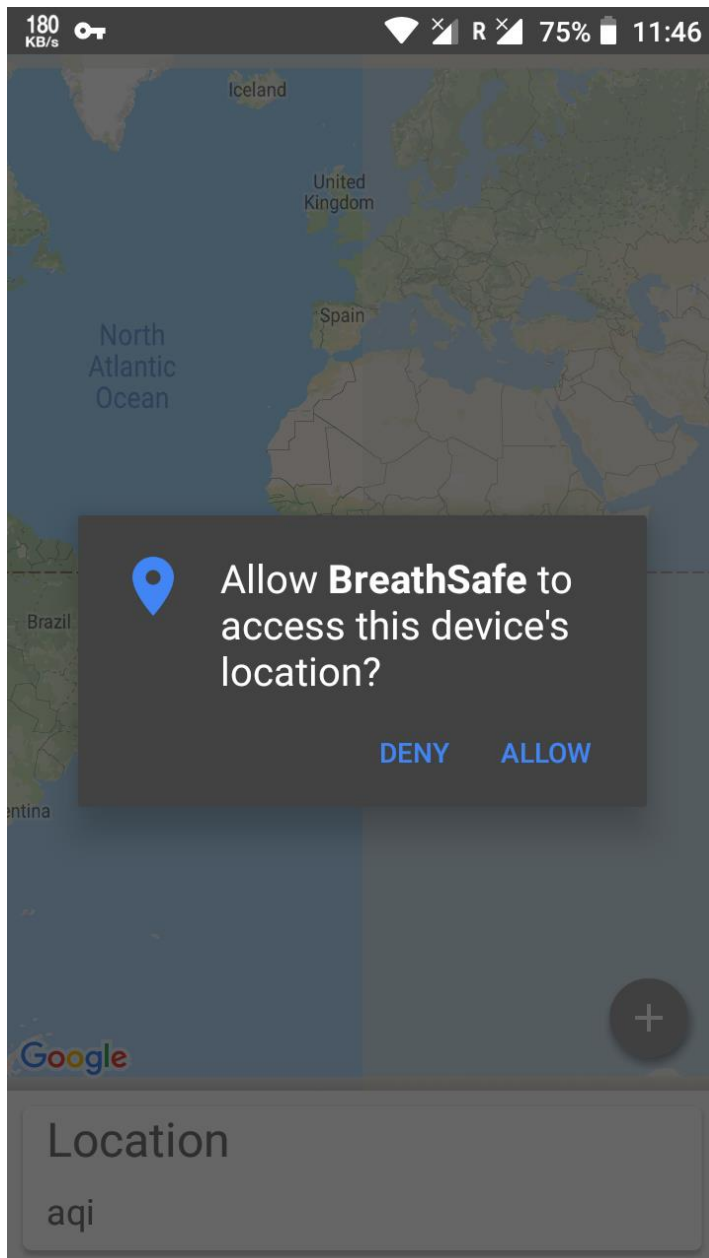 180
KB/s
R
75%
11:46
Iceland
United
Kingdom
Spain
North
Atlantic
Ocean
Allow BreathSafe to
access this device's
location?
DENY ALLOW
Brazil
entina
Google
Location
aqi